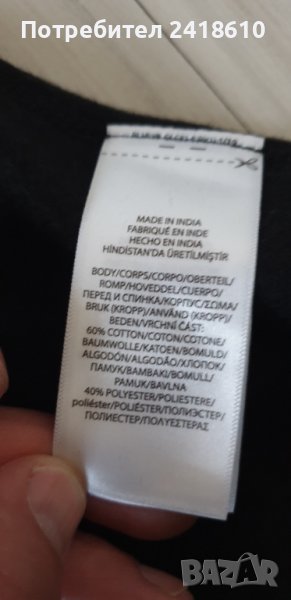 Потребител 2418610
MADE IN INDIA
FABRIQUÉ EN INDE
HECHO EN INDIA
HİNDİSTAN'DA ÜRETİLMİŞTİR
BODY/CORPS/CORPO/OBERTEIL/
ROMP/HOVEDDEL/CUERPO/
ПЕРЕД И СПИНКА/КОРПУС/ΣΩΜΑ/
BRUK (KROPP)/ANVÄND (KROPP)/
BEDEN/VRCHNÍ ČÁST:
60% COTTON/COTON/COTONE/
BAUMWOLLE/KATOEN/BOMULD/
ALGODÓN/ALGODÃO/ХЛОПОК/
ПАМУК/ΒΑΜΒΑΚΙ/BOMULL/
PAMUK/BAVLNA
40% POLYESTER/POLIESTERE/
poliéster/POLIÉSTER/ПОЛИЭСТЕР/
ПОЛИЕСТЕР/ΠΟΛΥΕΣΤΕΡΑΣ
BAZAR